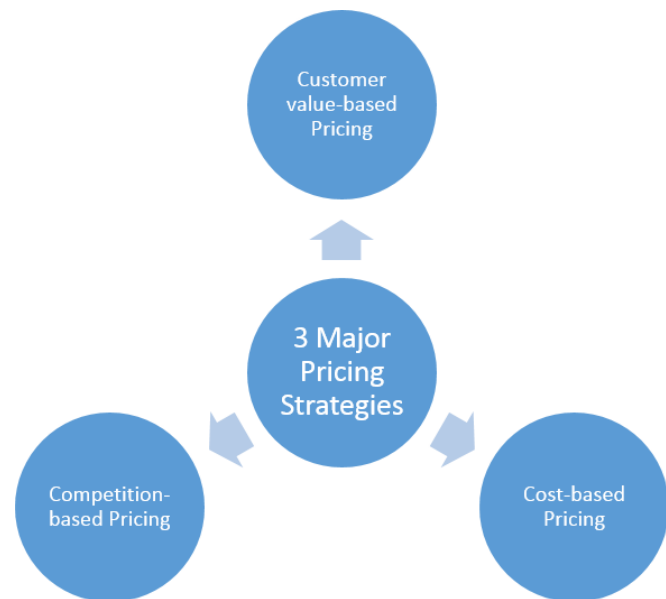 Customer
value-based
Pricing
3 Major
Pricing
Strategies
Competition-
based Pricing
Cost-based
Pricing